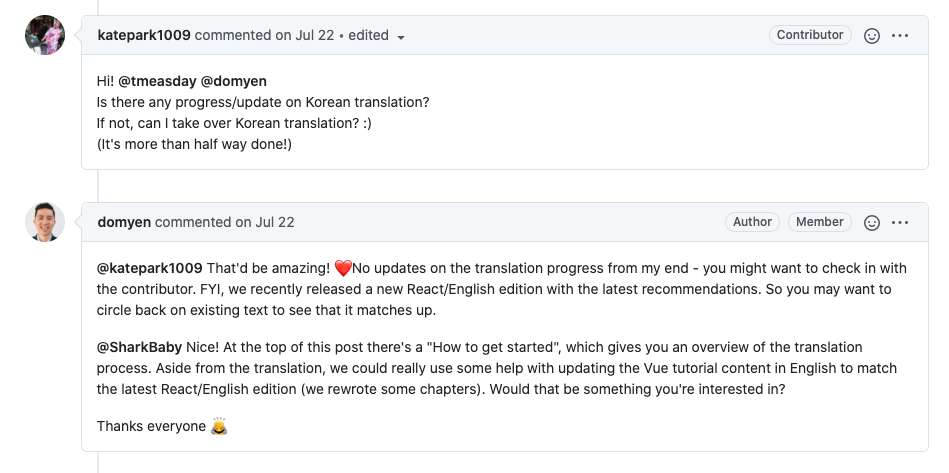 katepark1009 commented on Jul 22 • edited
Contributor
Hi! @tmeasday @domyen
Is there any progress/update on Korean translation?
If not, can I take over Korean translation? :)
(It's more than half way done!)
domyen commented on Jul 22
Author
Member
@katepark1009 That'd be amazing! ❤️No updates on the translation progress from my end - you might want to check in with
the contributor. FYI, we recently released a new React/English edition with the latest recommendations. So you may want to
circle back on existing text to see that it matches up.
@SharkBaby Nice! At the top of this post there's a "How to get started", which gives you an overview of the translation
process. Aside from the translation, we could really use some help with updating the Vue tutorial content in English to match
the latest React/English edition (we rewrote some chapters). Would that be something you're interested in?
Thanks everyone 🙇